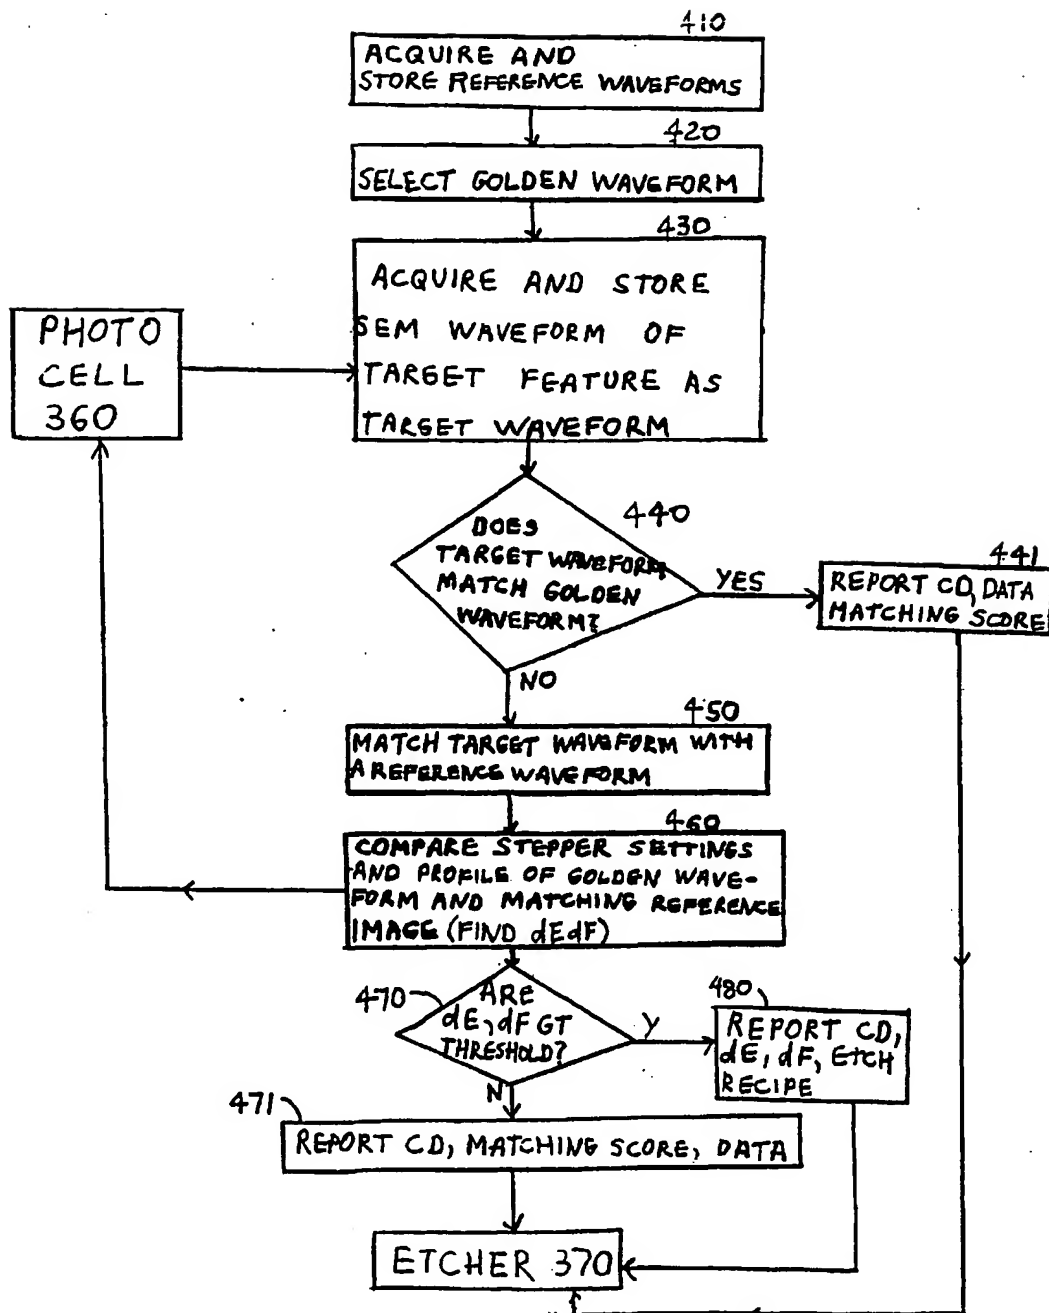 410
ACQUIRE AND
STORE REFERENCE WAVEFORMS
420
SELECT GOLDEN WAVEFORM
430
ACQUIRE AND STORE
SEM WAVEFORM OF
TARGET FEATURE AS
TARGET WAVEFORM
PHOTO
CELL
360
440
DOES
TARGET WAVEFORM
MATCH GOLDEN
WAVEFORM?
YES
441
REPORT CD, DATA
MATCHING SCORE
NO
450
MATCH TARGET WAVEFORM WITH
A REFERENCE WAVEFORM
460
COMPARE STEPPER SETTINGS
AND PROFILE OF GOLDEN WAVE-
FORM AND MATCHING REFERENCE
IMAGE (FIND dEdF)
470
ARE
dE, dF GT
THRESHOLD?
Y
480
REPORT CD,
dE, dF, ETCH
RECIPE
N
471
REPORT CD, MATCHING SCORE, DATA
ETCHER 370